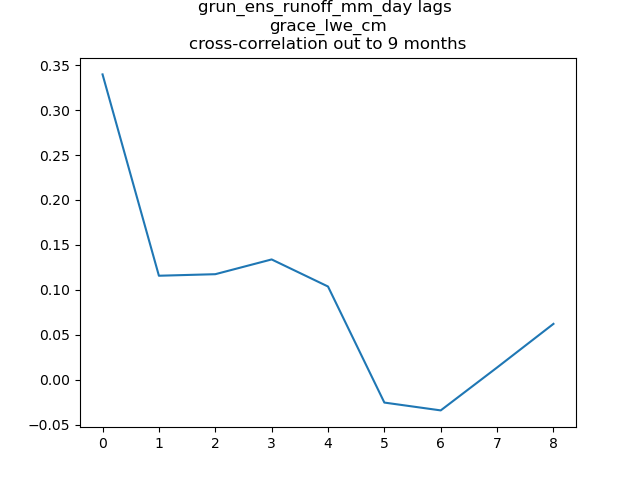 grun_ens_runoff_mm_day lags
grace_lwe_cm
cross-correlation out to 9 months
0.35
0.30
0.25
0.20
0.15
0.10
0.05
0.00
−0.05
0 1 2 3 4 5 6 7 8